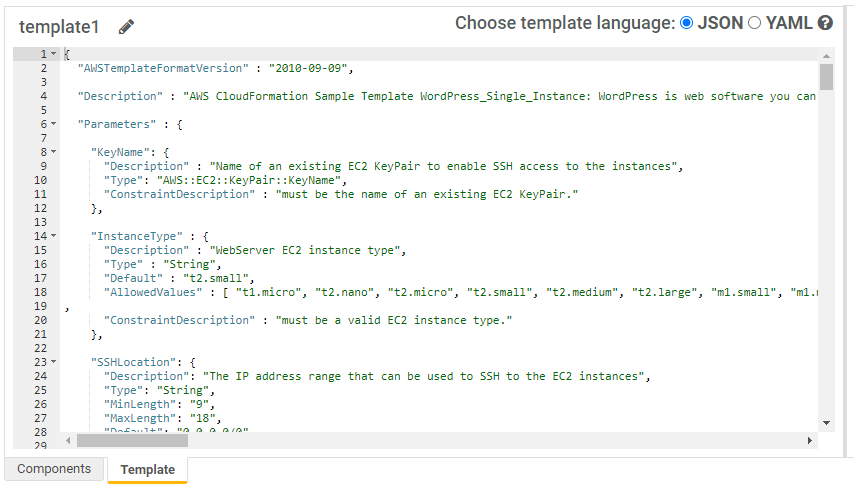 template1
Choose template language: JSON YAML ?
1 {
2 "AWSTemplateFormatVersion" : "2010-09-09",
3
4 "Description" : "AWS CloudFormation Sample Template WordPress_Single_Instance: WordPress is web software you can
5
6 "Parameters" : {
7
8 "KeyName": {
9 "Description" : "Name of an existing EC2 KeyPair to enable SSH access to the instances",
10 "Type": "AWS::EC2::KeyPair::KeyName",
11 "ConstraintDescription" : "must be the name of an existing EC2 KeyPair."
12 },
13
14 "InstanceType" : {
15 "Description" : "WebServer EC2 instance type",
16 "Type" : "String",
17 "Default" : "t2.small",
18 "AllowedValues" : [ "t1.micro", "t2.nano", "t2.micro", "t2.small", "t2.medium", "t2.large", "m1.small", "m1.
19 ,
20 "ConstraintDescription" : "must be a valid EC2 instance type."
21 },
22
23 "SSHLocation": {
24 "Description": "The IP address range that can be used to SSH to the EC2 instances",
25 "Type": "String",
26 "MinLength": "9",
27 "MaxLength": "18",
28 "Default": "0.0.0.0/0"
29
Components Template